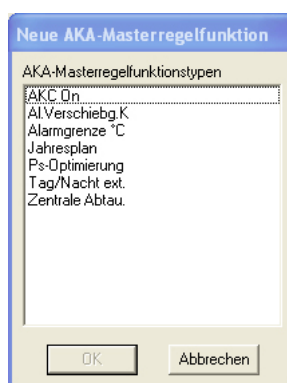 Neue AKA-Masterregelfunktion
AKA-Masterregelfunktionstypen
AKC On
Al.Verschiebg.K
Alarmgrenze °C
Jahresplan
Ps-Optimierung
Tag/Nacht ext.
Zentrale Abtau.
OK
Abbrechen